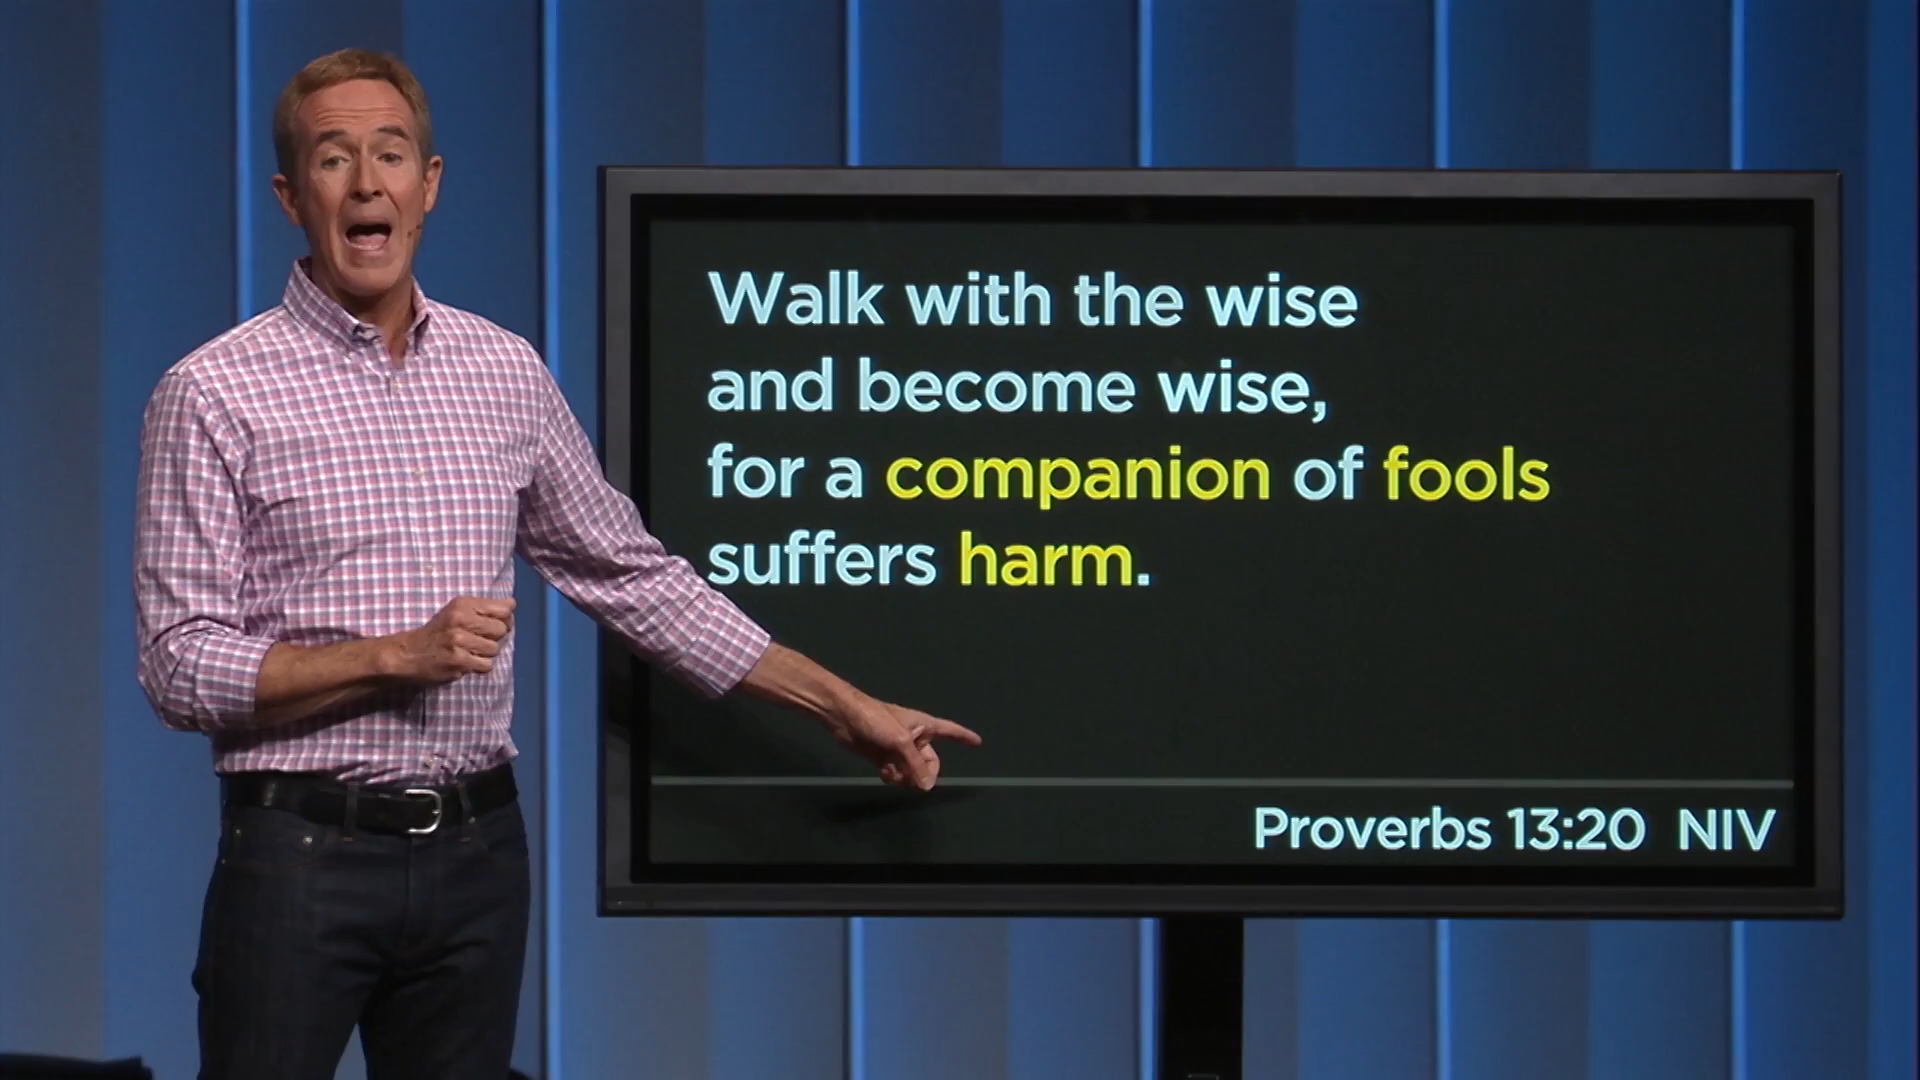 Walk with the wise
and become wise,
for a companion of fools
suffers harm.
Proverbs 13:20 NIV